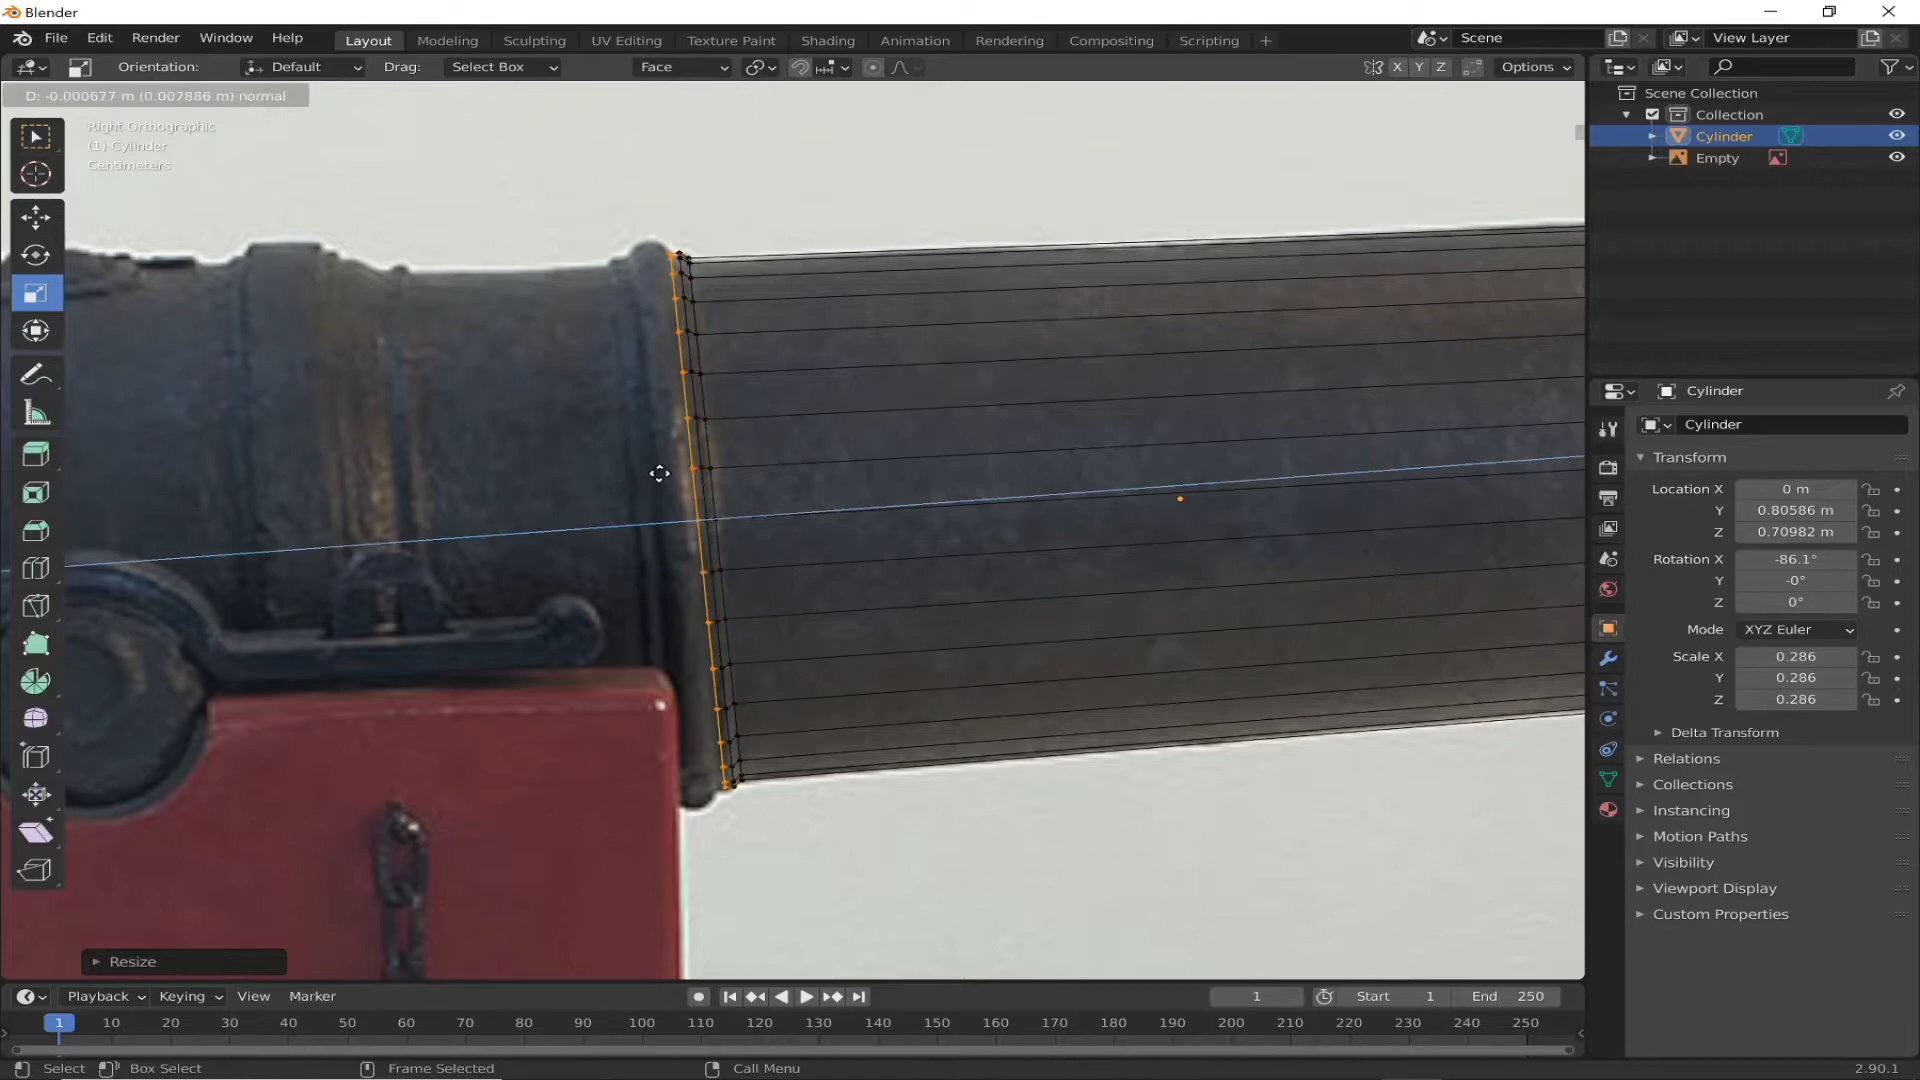 Blender
File Edit Render Window Help Layout Modeling Sculpting UV Editing Texture Paint Shading Animation Rendering Compositing Scripting + Scene View Layer
Orientation: Default Drag: Select Box Face X Y Z Options
D: -0.000677 m (0.007886 m) normal
Right Orthographic
(1) Cylinder
Centimeters
Scene Collection
Collection
Cylinder
Empty
Cylinder
Cylinder
Transform
Location X 0 m
Y 0.80586 m
Z 0.70982 m
Rotation X -86.1°
Y -0°
Z 0°
Mode XYZ Euler
Scale X 0.286
Y 0.286
Z 0.286
Delta Transform
Relations
Collections
Instancing
Motion Paths
Visibility
Viewport Display
Custom Properties
Resize
Playback Keying View Marker 1 Start 1 End 250
1 10 20 30 40 50 60 70 80 90 100 110 120 130 140 150 160 170 180 190 200 210 220 230 240 250
Select Box Select Frame Selected Call Menu 2.90.1